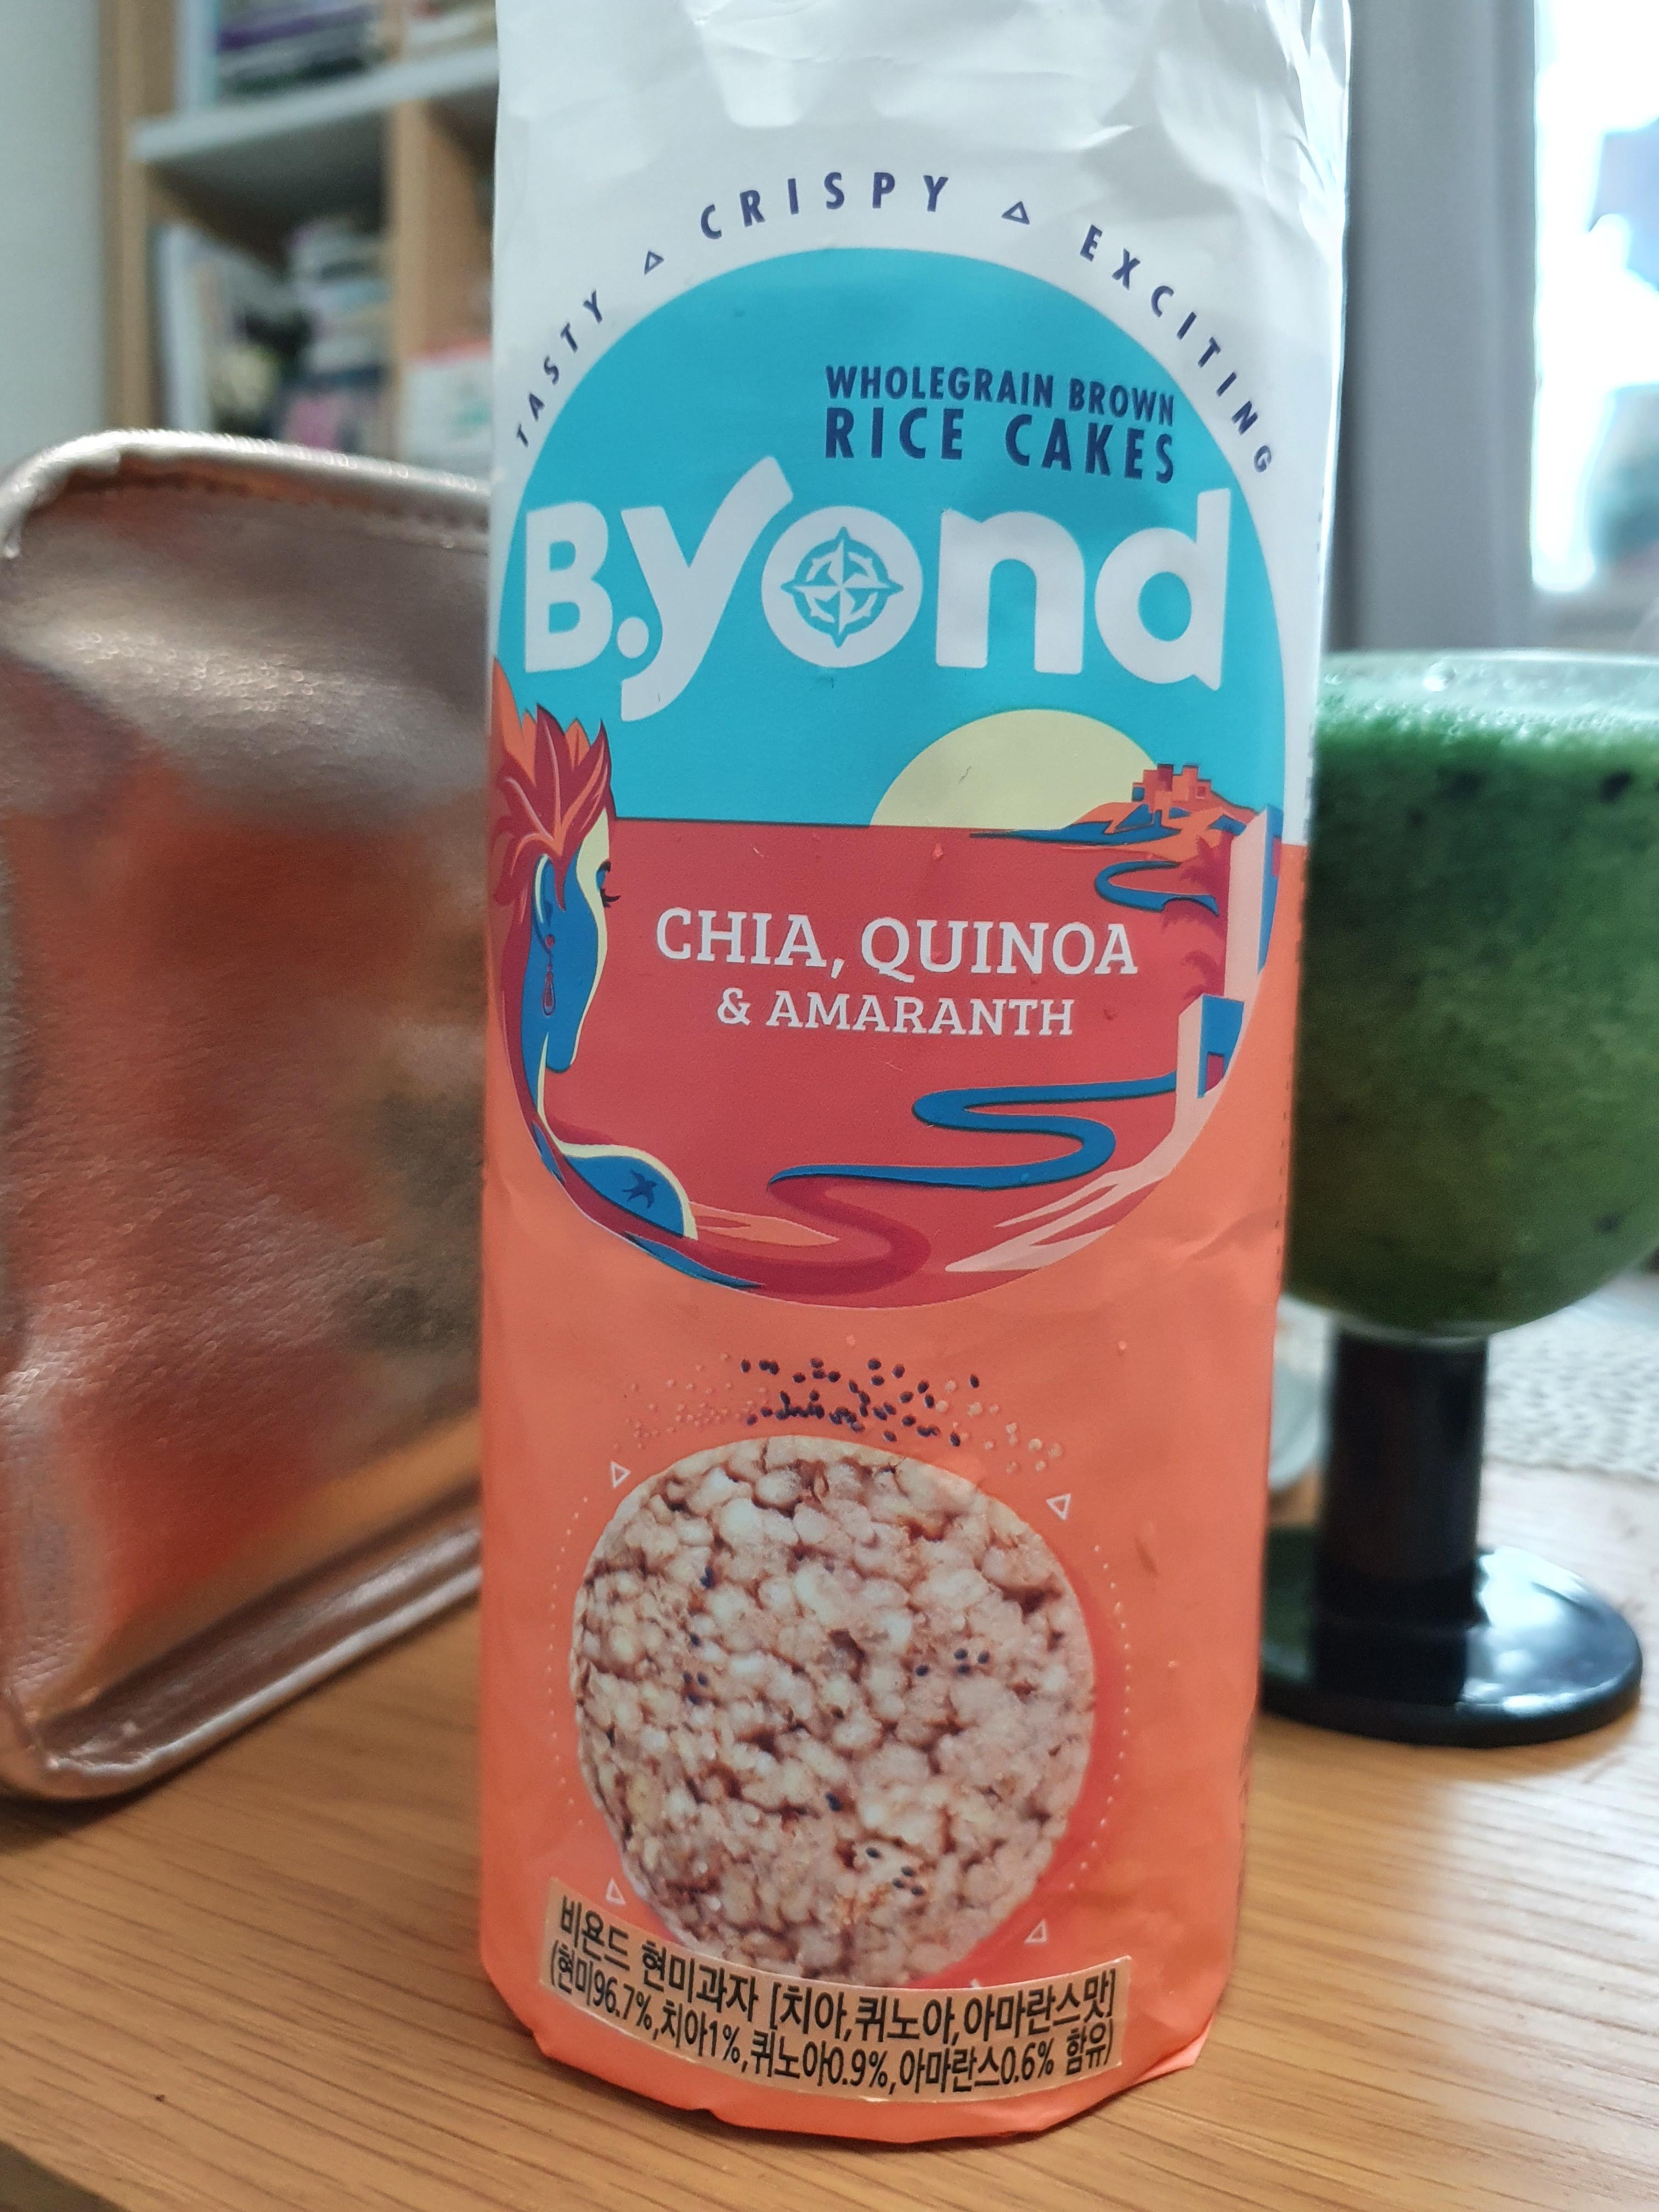 TASTY △ CRISPY △ EXCITING
WHOLEGRAIN BROWN
RICE CAKES
B.yond
CHIA, QUINOA
& AMARANTH
비욘드 현미과자 [치아,퀴노아,아마란스맛]
(현미96.7%,치아1%,퀴노아0.9%,아마란스0.6% 함유)